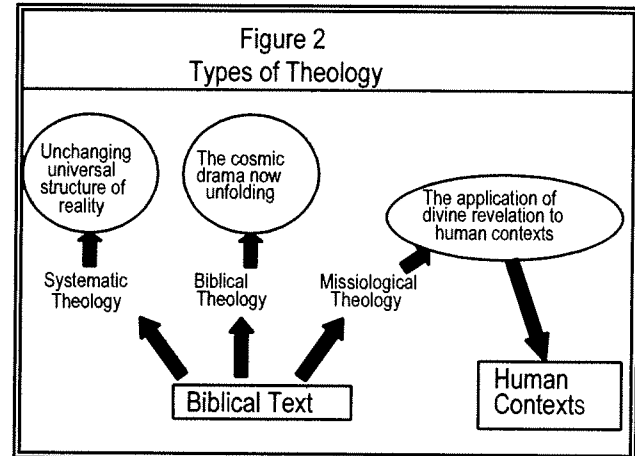 Figure 2
Types of Theology
Unchanging
universal
structure of
reality
The cosmic
drama now
unfolding
The application of
divine revelation to
human contexts
Systematic
Theology
Biblical
Theology
Missiological
Theology
Biblical Text
Human
Contexts